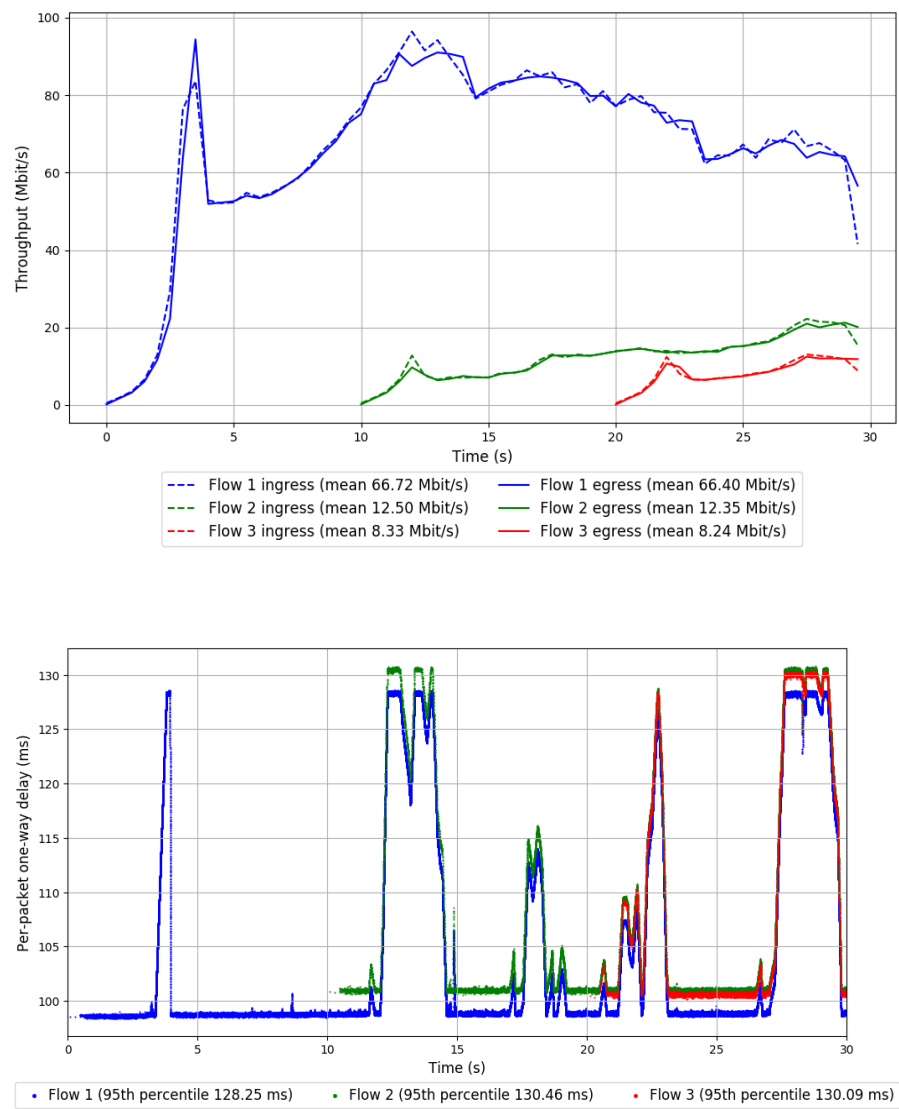 100
80
60
40
20
0
Throughput (Mbit/s)
0 5 10 15 20 25 30
Time (s)
Flow 1 ingress (mean 66.72 Mbit/s) Flow 1 egress (mean 66.40 Mbit/s)
Flow 2 ingress (mean 12.50 Mbit/s) Flow 2 egress (mean 12.35 Mbit/s)
Flow 3 ingress (mean 8.33 Mbit/s) Flow 3 egress (mean 8.24 Mbit/s)
130
125
120
115
110
105
100
Per-packet one-way delay (ms)
0 5 10 15 20 25 30
Time (s)
Flow 1 (95th percentile 128.25 ms) Flow 2 (95th percentile 130.46 ms) Flow 3 (95th percentile 130.09 ms)